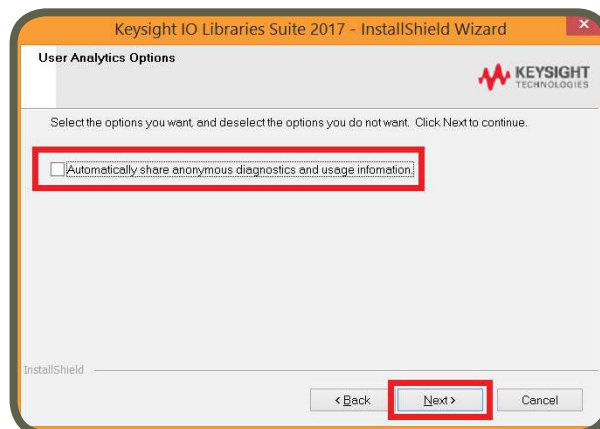 Keysight IO Libraries Suite 2017 - InstallShield Wizard
User Analytics Options
KEYSIGHT
TECHNOLOGIES
Select the options you want, and deselect the options you do not want. Click Next to continue.
Automatically share anonymous diagnostics and usage infomation.
InstallShield
< Back Next > Cancel